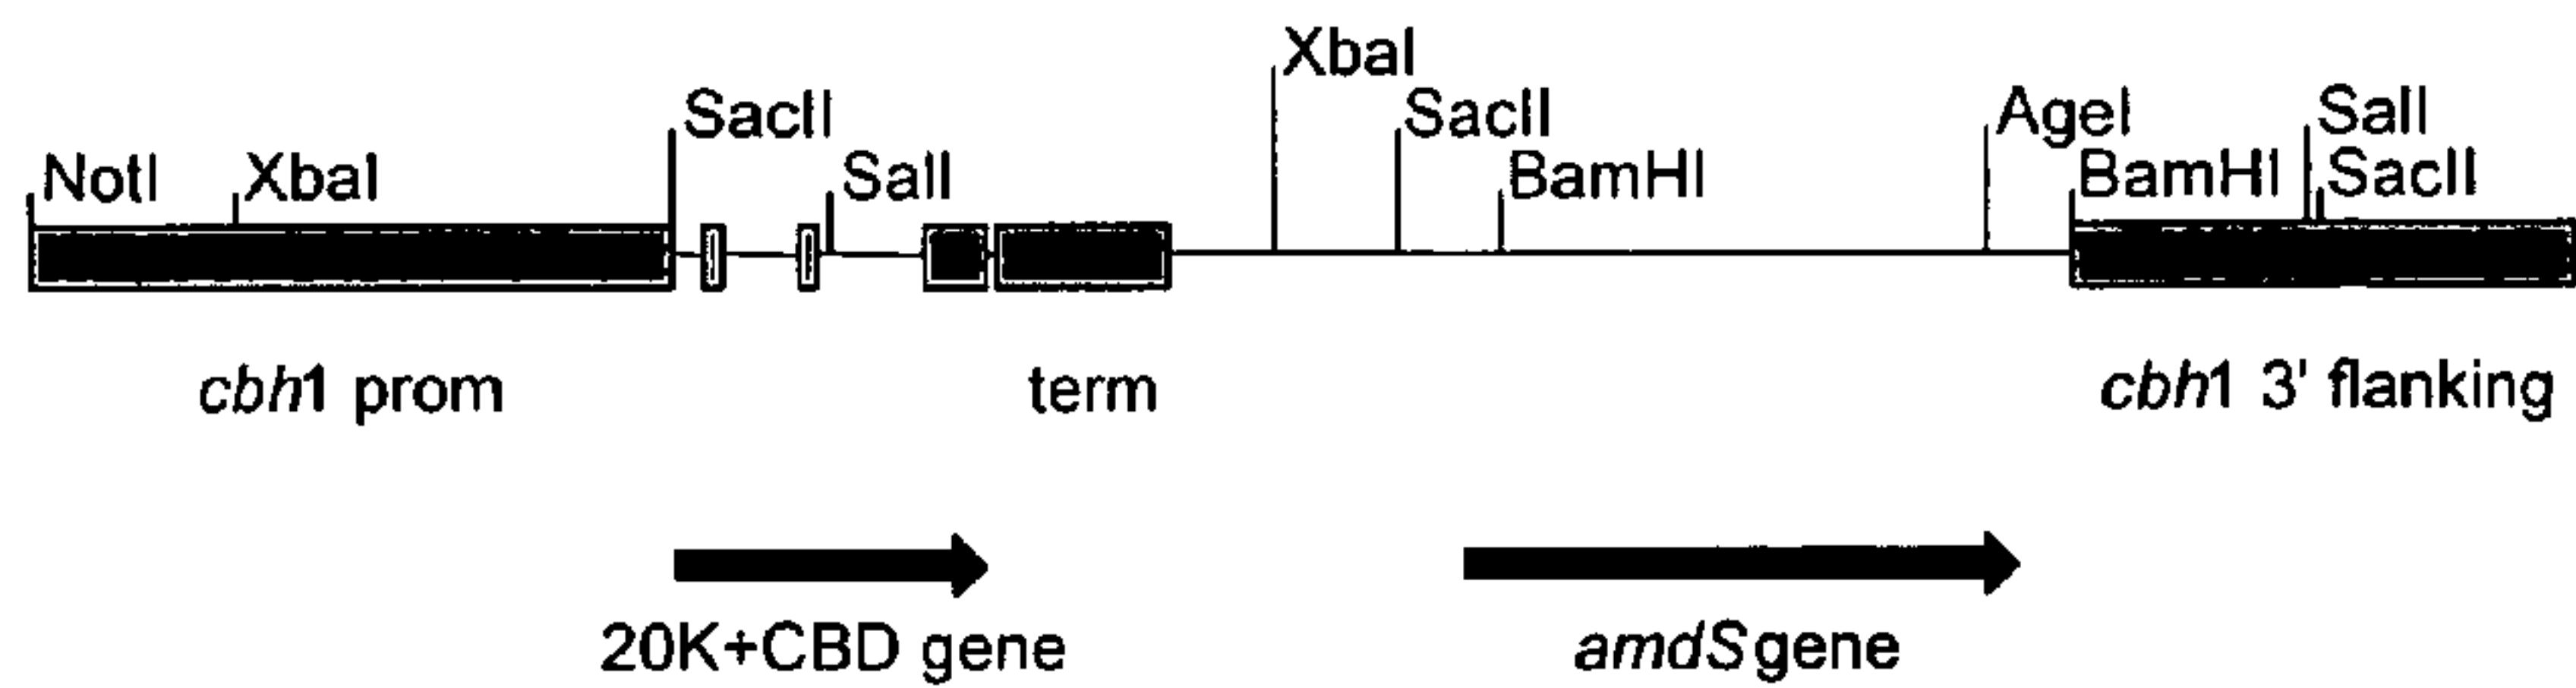 XbaI
SacII SacII AgeI SalI
NotI XbaI SalI BamHI BamHI SacII
cbh1 prom term cbh1 3' flanking
20K+CBD gene amdS gene